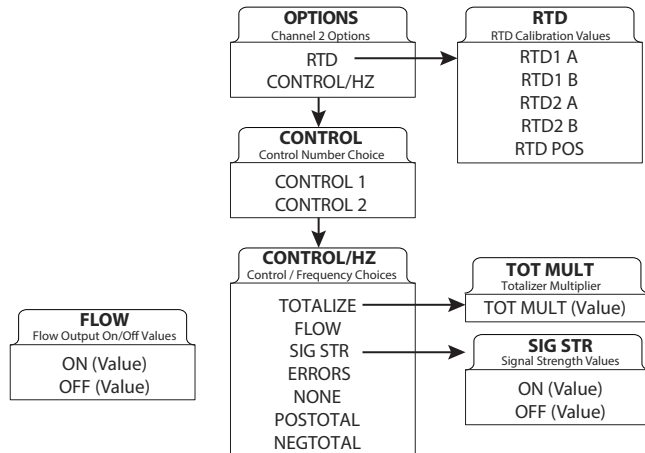 OPTIONS
Channel 2 Options
RTD
CONTROL/HZ
RTD
RTD Calibration Values
RTD1 A
RTD1 B
RTD2 A
RTD2 B
RTD POS
CONTROL
Control Number Choice
CONTROL 1
CONTROL 2
CONTROL/HZ
Control / Frequency Choices
TOTALIZE
FLOW
SIG STR
ERRORS
NONE
POSTOTAL
NEGTOTAL
TOT MULT
Totalizer Multiplier
TOT MULT (Value)
FLOW
Flow Output On/Off Values
ON (Value)
OFF (Value)
SIG STR
Signal Strength Values
ON (Value)
OFF (Value)